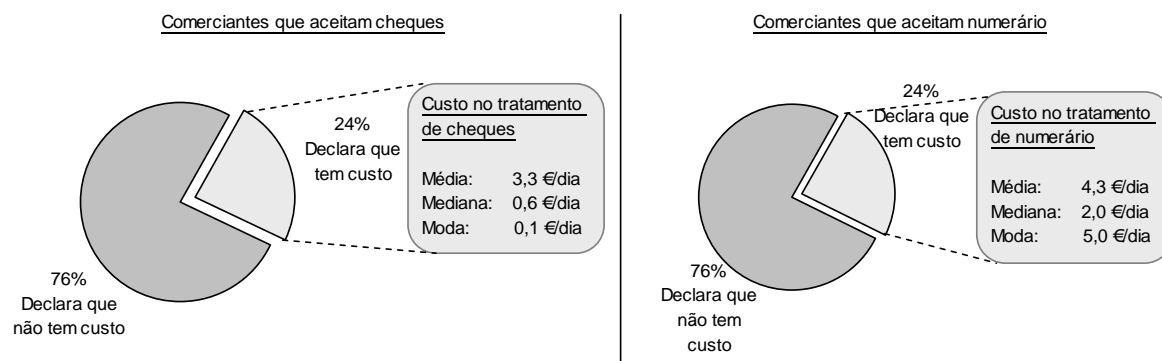 Comerciantes que aceitam cheques
24%
Declara que
tem custo
Custo no tratamento
de cheques
Média: 3,3 €/dia
Mediana: 0,6 €/dia
Moda: 0,1 €/dia
76%
Declara que
não tem custo
Comerciantes que aceitam numerário
24%
Declara que
tem custo
Custo no tratamento
de numerário
Média: 4,3 €/dia
Mediana: 2,0 €/dia
Moda: 5,0 €/dia
76%
Declara que
não tem
custo